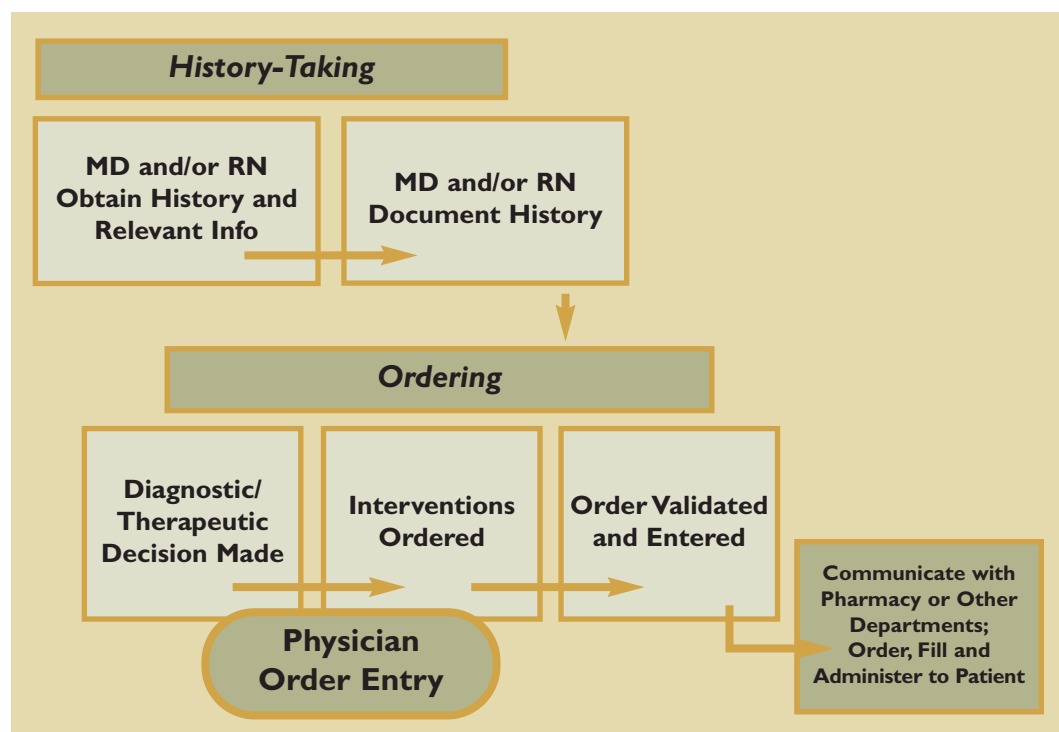 History-Taking
MD and/or RN
Obtain History and
Relevant Info
MD and/or RN
Document History
Ordering
Diagnostic/
Therapeutic
Decision Made
Interventions
Ordered
Order Validated
and Entered
Physician
Order Entry
Communicate with
Pharmacy or Other
Departments;
Order, Fill and
Administer to Patient